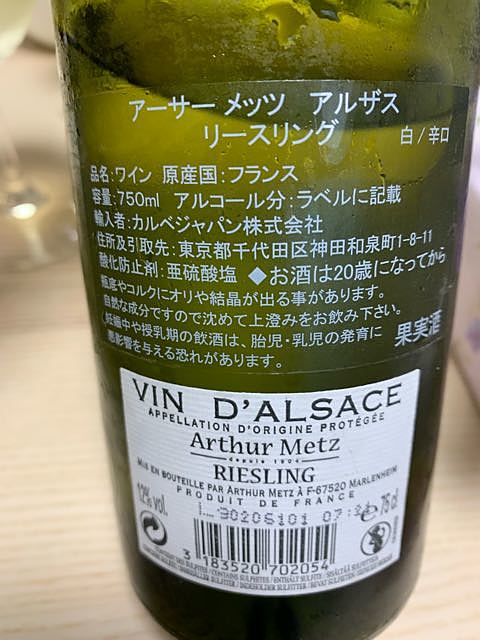 アーサー メッツ アルザス
リースリング 白/辛口
品名:ワイン 原産国:フランス
容量:750ml アルコール分:ラベルに記載
輸入者:カルベジャパン株式会社
住所及引取先:東京都千代田区神田和泉町1-8-11
酸化防止剤:亜硫酸塩 ◆お酒は20歳になってから
瓶底やコルクにオリや結晶が出る事があります。
自然な成分ですので沈めて上澄みをお飲み下さい。
妊娠中や授乳期の飲酒は、胎児・乳児の発育に
悪影響を与える恐れがあります。 果実酒
VIN D'ALSACE
APPELLATION D'ORIGINE PROTÉGÉE
Arthur Metz
depuis 1904
RIESLING
MIS EN BOUTEILLE PAR ARTHUR METZ À F-67520 MARLENHEIM
PRODUIT DE FRANCE
12% vol. 75 cl
3 183520 702054
/ CONTAINS SULPHITES / ENTHÄLT SULFITE